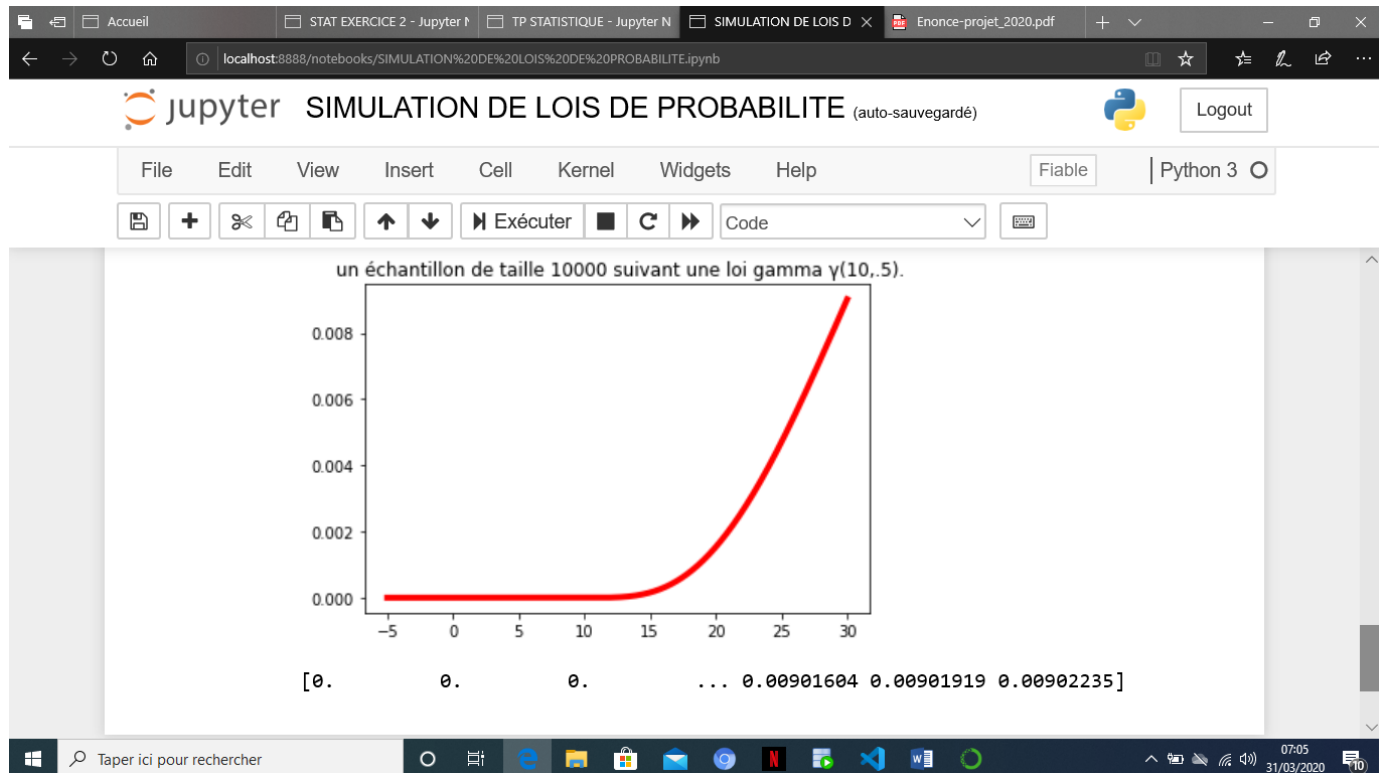 Accueil STAT EXERCICE 2 - Jupyter N TP STATISTIQUE - Jupyter N SIMULATION DE LOIS D Enonce-projet_2020.pdf
localhost:8888/notebooks/SIMULATION%20DE%20LOIS%20DE%20PROBABILITE.ipynb
jupyter SIMULATION DE LOIS DE PROBABILITE (auto-sauvegardé) Logout
File Edit View Insert Cell Kernel Widgets Help Fiable Python 3
Exécuter Code
un échantillon de taille 10000 suivant une loi gamma γ(10,.5).
0.008
0.006
0.004
0.002
0.000
−5 0 5 10 15 20 25 30
[0. 0. 0. ... 0.00901604 0.00901919 0.00902235]
Taper ici pour rechercher
07:05
31/03/2020
10